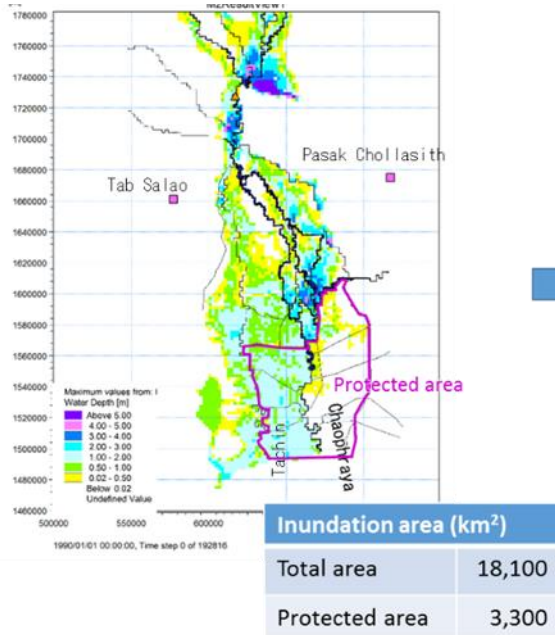 MZResultView1
1780000
1760000
1740000
1720000
1700000
1680000
1660000
1640000
1620000
1600000
1580000
1560000
1540000
1520000
1500000
1480000
1460000
Pasak Chollasith
Tab Salao
Protected area
Tachin
Chaophraya
Maximum values from: I
Water Depth [m]
Above 5.00
4.00 - 5.00
3.00 - 4.00
2.00 - 3.00
1.00 - 2.00
0.50 - 1.00
0.02 - 0.50
Below 0.02
Undefined Value
500000 550000 600000
1990/01/01 00:00:00, Time step 0 of 192816
Inundation area (km²)
Total area 18,100
Protected area 3,300